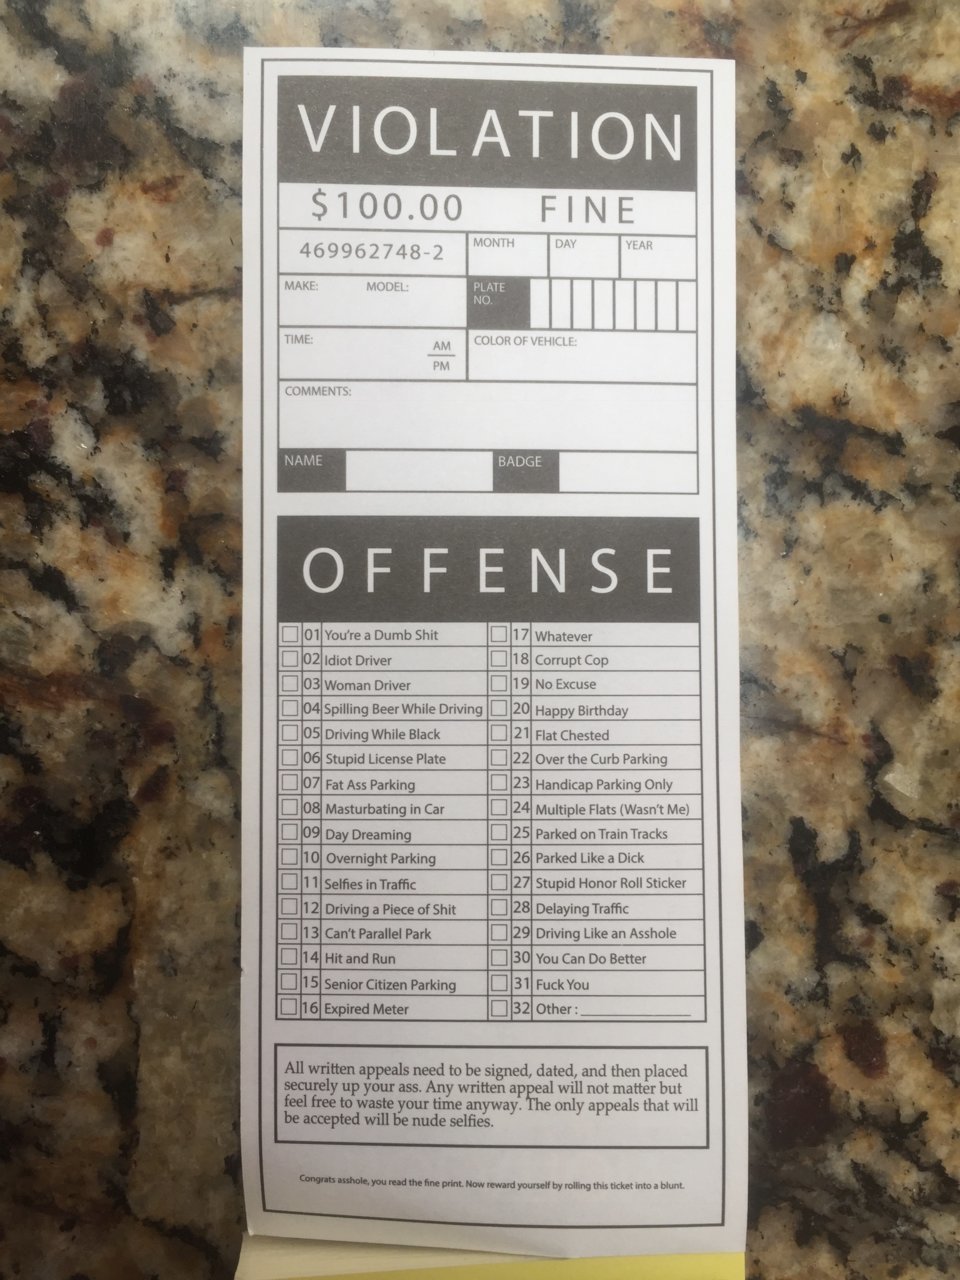 VIOLATION
$100.00 FINE
469962748-2 MONTH DAY YEAR
MAKE: MODEL: PLATE
NO.
TIME: AM COLOR OF VEHICLE:
PM
COMMENTS:
NAME BADGE
OFFENSE
01 You're a Dumb Shit
02 Idiot Driver
03 Woman Driver
04 Spilling Beer While Driving
05 Driving While Black
06 Stupid License Plate
07 Fat Ass Parking
08 Masturbating in Car
09 Day Dreaming
10 Overnight Parking
11 Selfies in Traffic
12 Driving a Piece of Shit
13 Can't Parallel Park
14 Hit and Run
15 Senior Citizen Parking
16 Expired Meter
17 Whatever
18 Corrupt Cop
19 No Excuse
20 Happy Birthday
21 Flat Chested
22 Over the Curb Parking
23 Handicap Parking Only
24 Multiple Flats (Wasn't Me)
25 Parked on Train Tracks
26 Parked Like a Dick
27 Stupid Honor Roll Sticker
28 Delaying Traffic
29 Driving Like an Asshole
30 You Can Do Better
31 Fuck You
32 Other : _______________
All written appeals need to be signed, dated, and then placed
securely up your ass. Any written appeal will not matter but
feel free to waste your time anyway. The only appeals that will
be accepted will be nude selfies.
Congrats asshole, you read the fine print. Now reward yourself by rolling this ticket into a blunt.